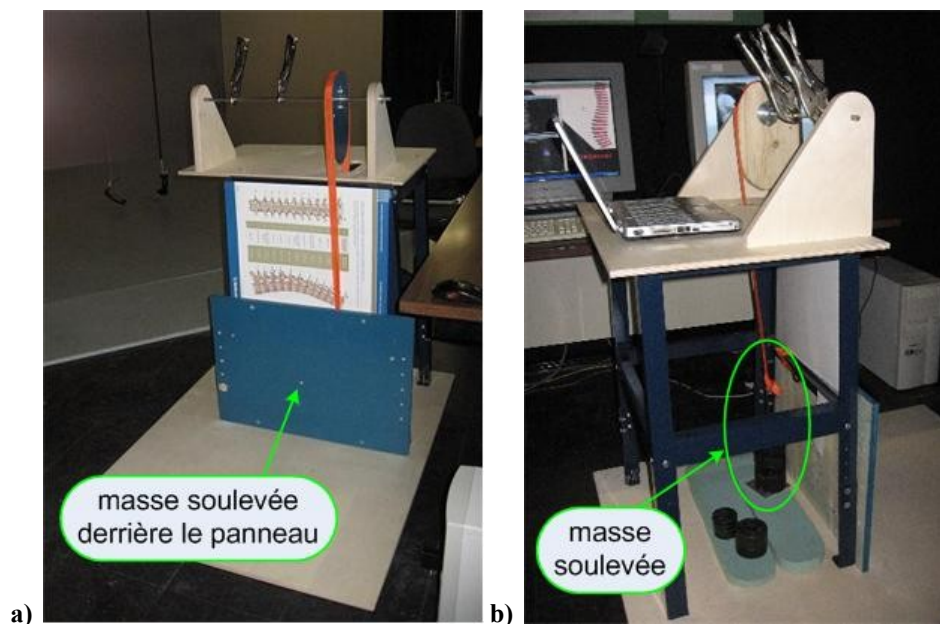 masse soulevée
derrière le panneau
masse
soulevée
a)
b)